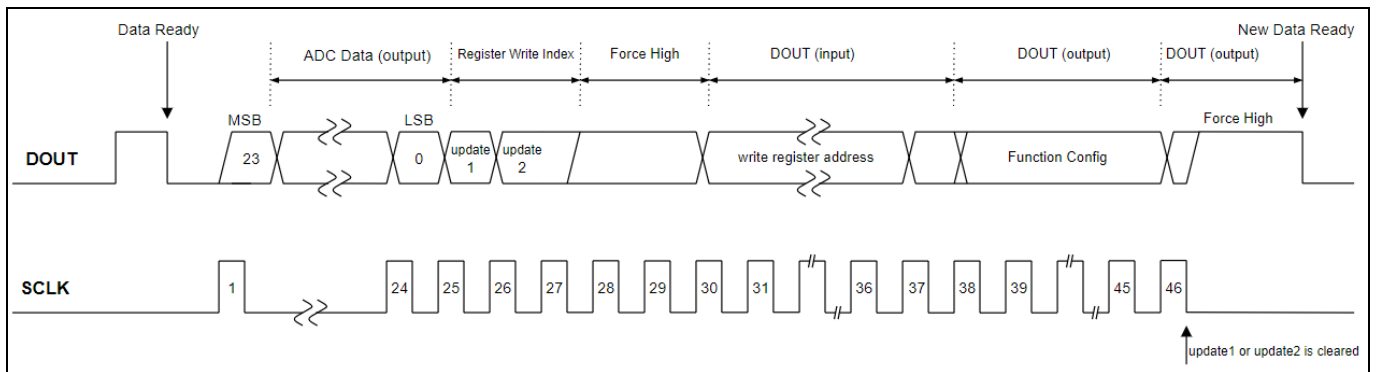 Data Ready
New Data Ready
ADC Data (output)
Register Write Index
Force High
DOUT (input)
DOUT (output)
DOUT (output)
MSB
LSB
Force High
DOUT
23
0
update
1
update
2
write register address
Function Config
SCLK
1
24
25
26
27
28
29
30
31
36
37
38
39
45
46
update1 or update2 is cleared